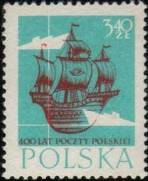 3.40
ZŁ
400 LAT POCZTY POLSKIEJ
POLSKA